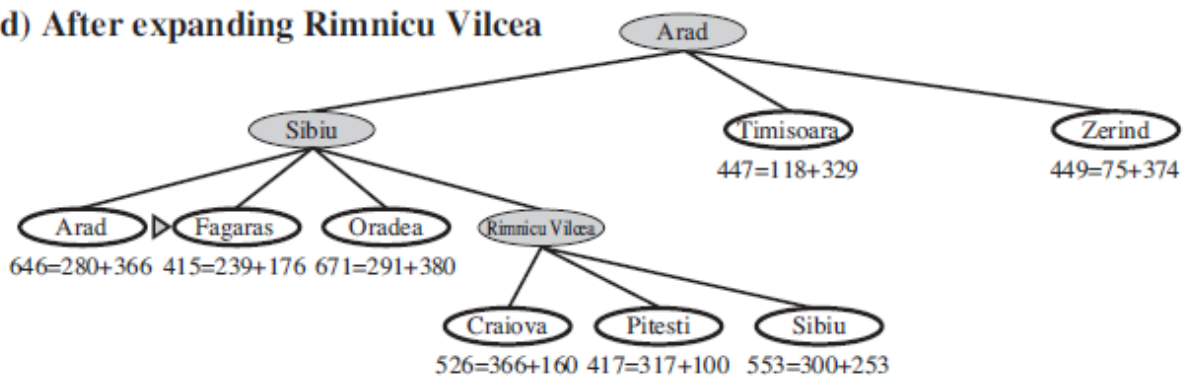 d) After expanding Rimnicu Vilcea
Arad
Sibiu
Timisoara
Zerind
447=118+329
449=75+374
Arad
Fagaras
Oradea
Rimnicu Vilcea
646=280+366 415=239+176 671=291+380
Craiova
Pitesti
Sibiu
526=366+160 417=317+100 553=300+253